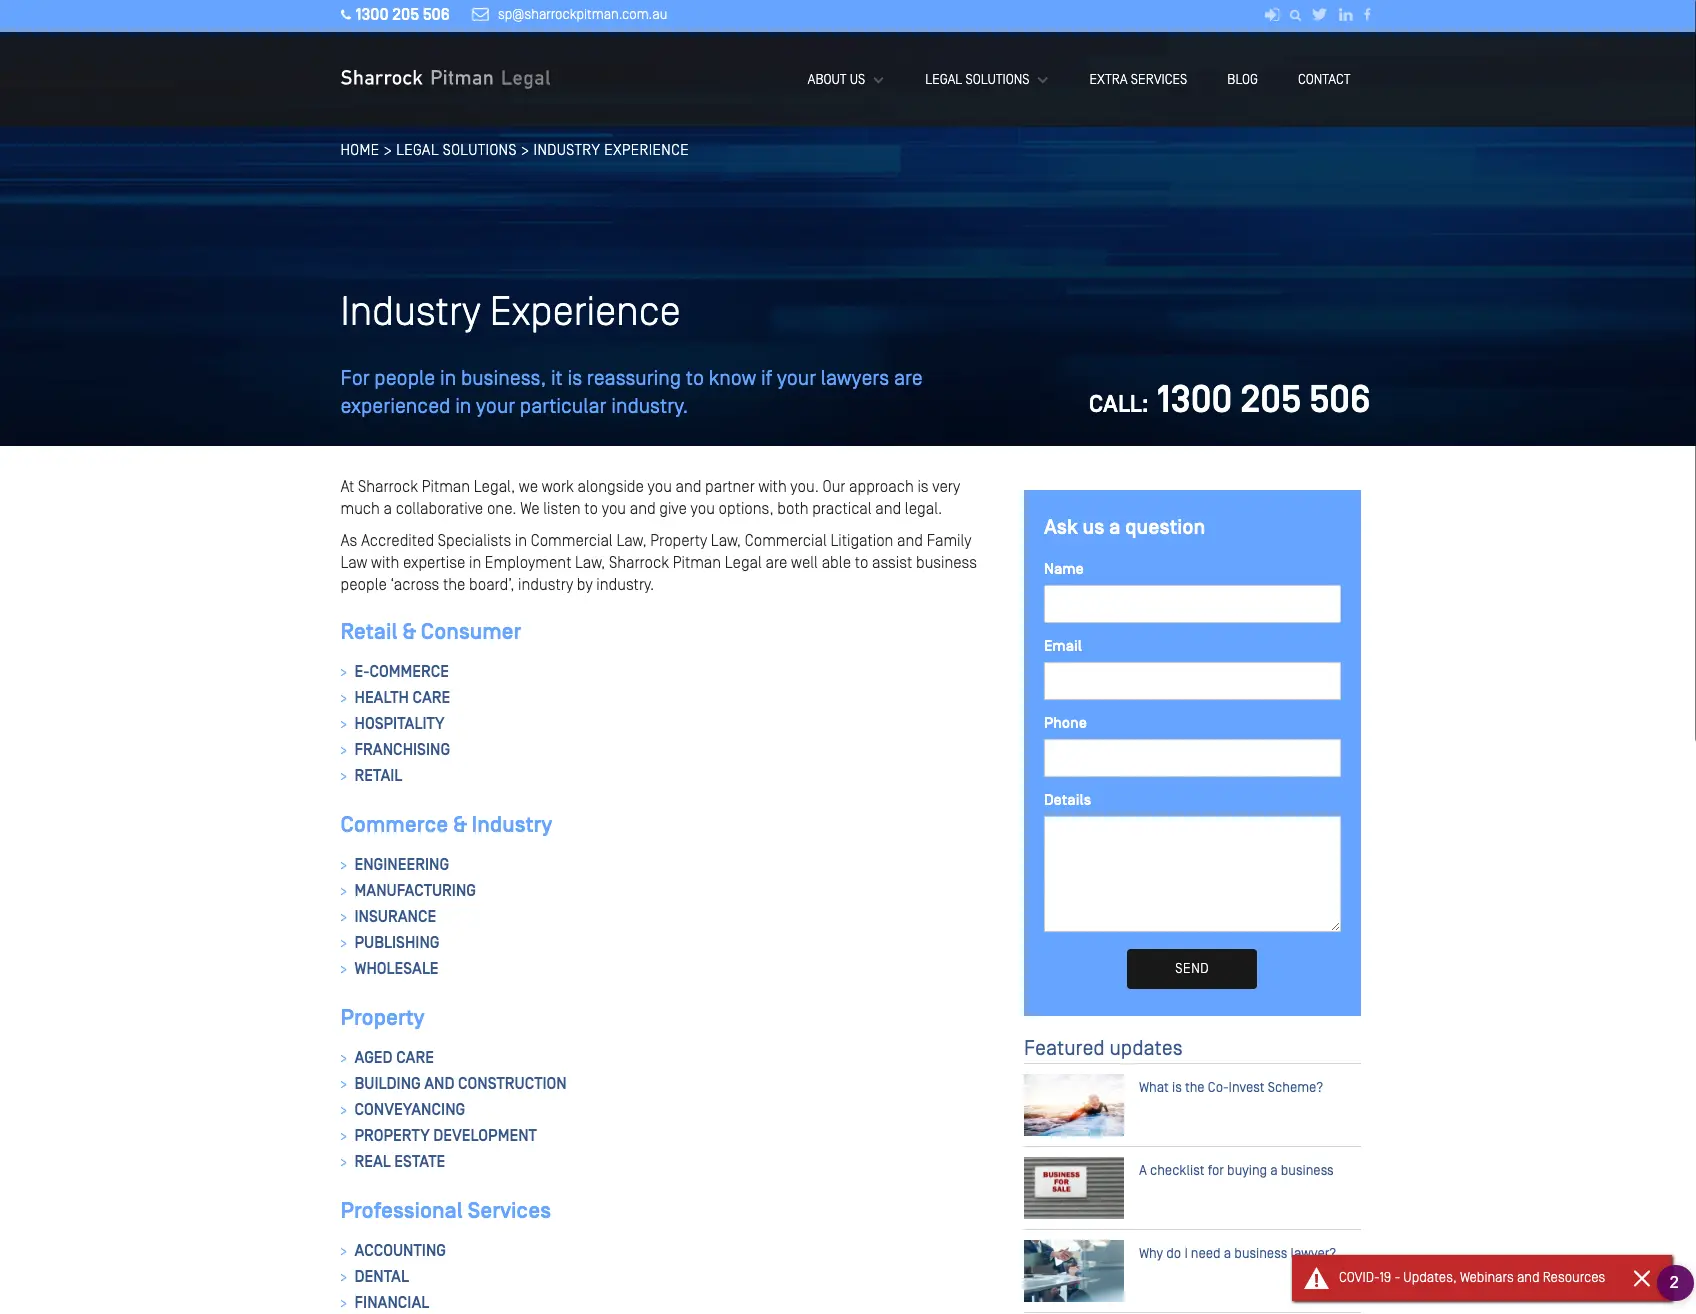 1300 205 506
sp@sharrockpitman.com.au
Sharrock Pitman Legal
ABOUT US
LEGAL SOLUTIONS
EXTRA SERVICES
BLOG
CONTACT
HOME > LEGAL SOLUTIONS > INDUSTRY EXPERIENCE
Industry Experience
For people in business, it is reassuring to know if your lawyers are
experienced in your particular industry.
CALL: 1300 205 506
At Sharrock Pitman Legal, we work alongside you and partner with you. Our approach is very
much a collaborative one. We listen to you and give you options, both practical and legal.
As Accredited Specialists in Commercial Law, Property Law, Commercial Litigation and Family
Law with expertise in Employment Law, Sharrock Pitman Legal are well able to assist business
people ‘across the board’, industry by industry.
Retail & Consumer
> E-COMMERCE
> HEALTH CARE
> HOSPITALITY
> FRANCHISING
> RETAIL
Commerce & Industry
> ENGINEERING
> MANUFACTURING
> INSURANCE
> PUBLISHING
> WHOLESALE
Property
> AGED CARE
> BUILDING AND CONSTRUCTION
> CONVEYANCING
> PROPERTY DEVELOPMENT
> REAL ESTATE
Professional Services
> ACCOUNTING
> DENTAL
> FINANCIAL
Ask us a question
Name
Email
Phone
Details
SEND
Featured updates
What is the Co-Invest Scheme?
BUSINESS
FOR
SALE
A checklist for buying a business
Why do I need a business lawyer?
COVID-19 - Updates, Webinars and Resources
2